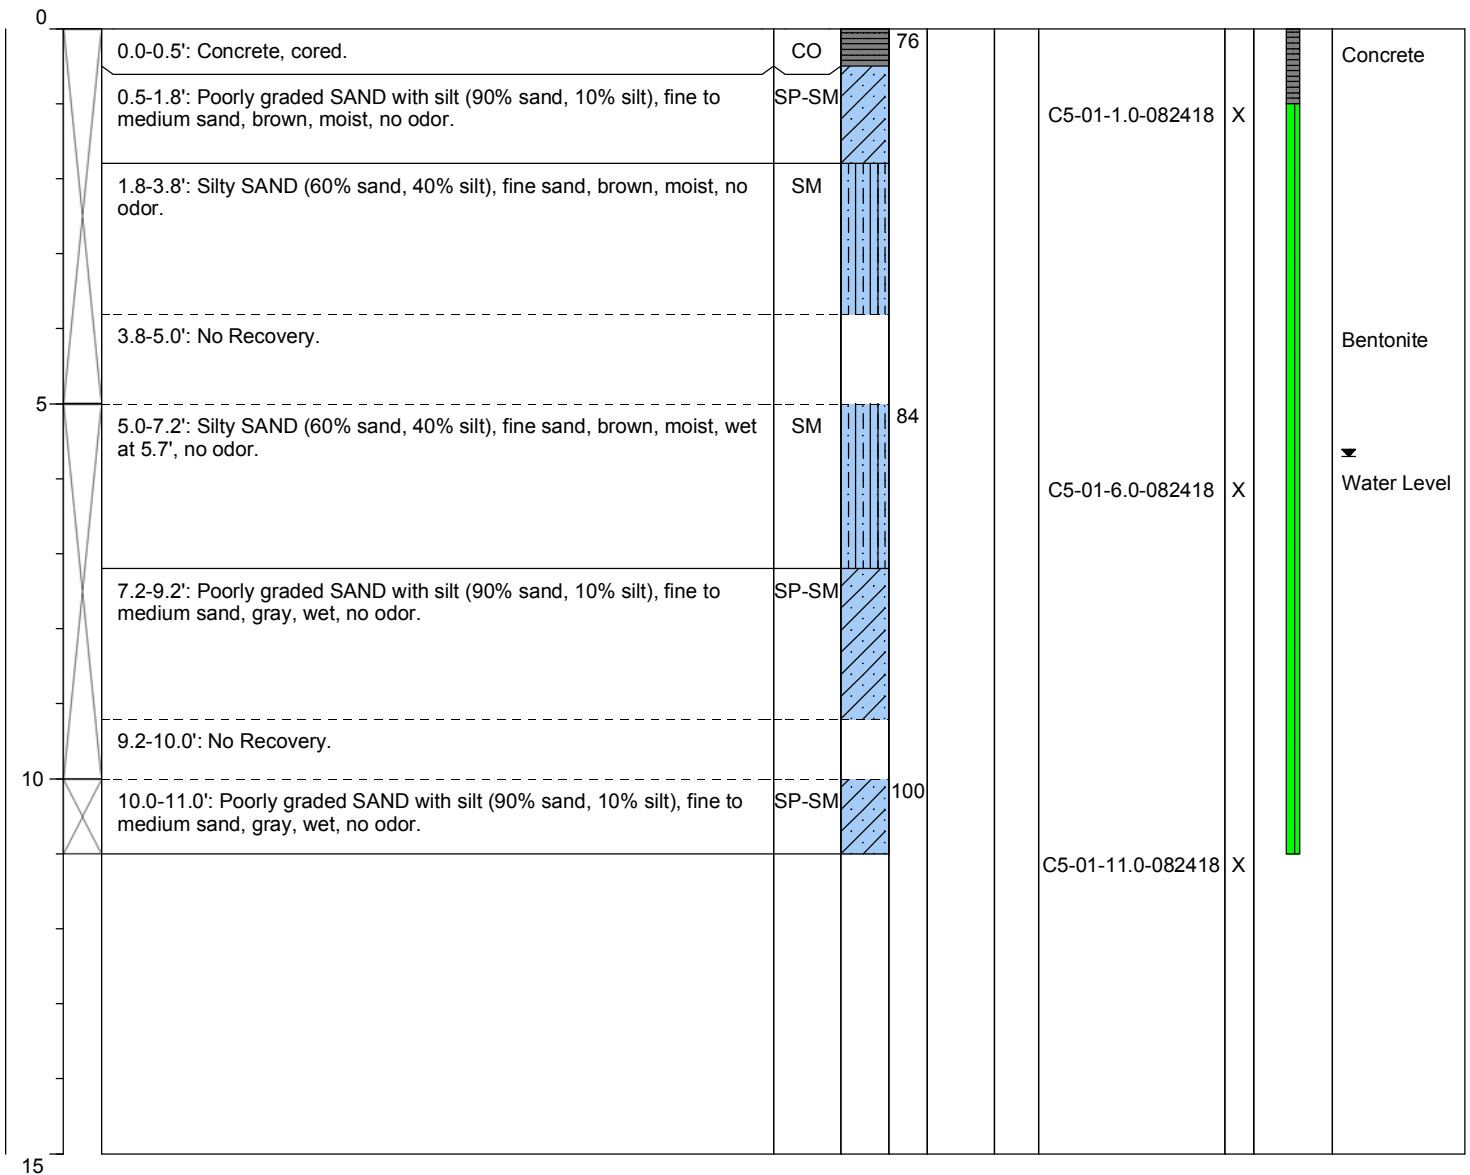 0
0.0-0.5': Concrete, cored.
CO
76
Concrete
0.5-1.8': Poorly graded SAND with silt (90% sand, 10% silt), fine to
medium sand, brown, moist, no odor.
SP-SM
C5-01-1.0-082418
X
1.8-3.8': Silty SAND (60% sand, 40% silt), fine sand, brown, moist, no
odor.
SM
3.8-5.0': No Recovery.
Bentonite
5
5.0-7.2': Silty SAND (60% sand, 40% silt), fine sand, brown, moist, wet
at 5.7', no odor.
SM
84
C5-01-6.0-082418
X
Water Level
7.2-9.2': Poorly graded SAND with silt (90% sand, 10% silt), fine to
medium sand, gray, wet, no odor.
SP-SM
9.2-10.0': No Recovery.
10
10.0-11.0': Poorly graded SAND with silt (90% sand, 10% silt), fine to
medium sand, gray, wet, no odor.
SP-SM
100
C5-01-11.0-082418
X
15